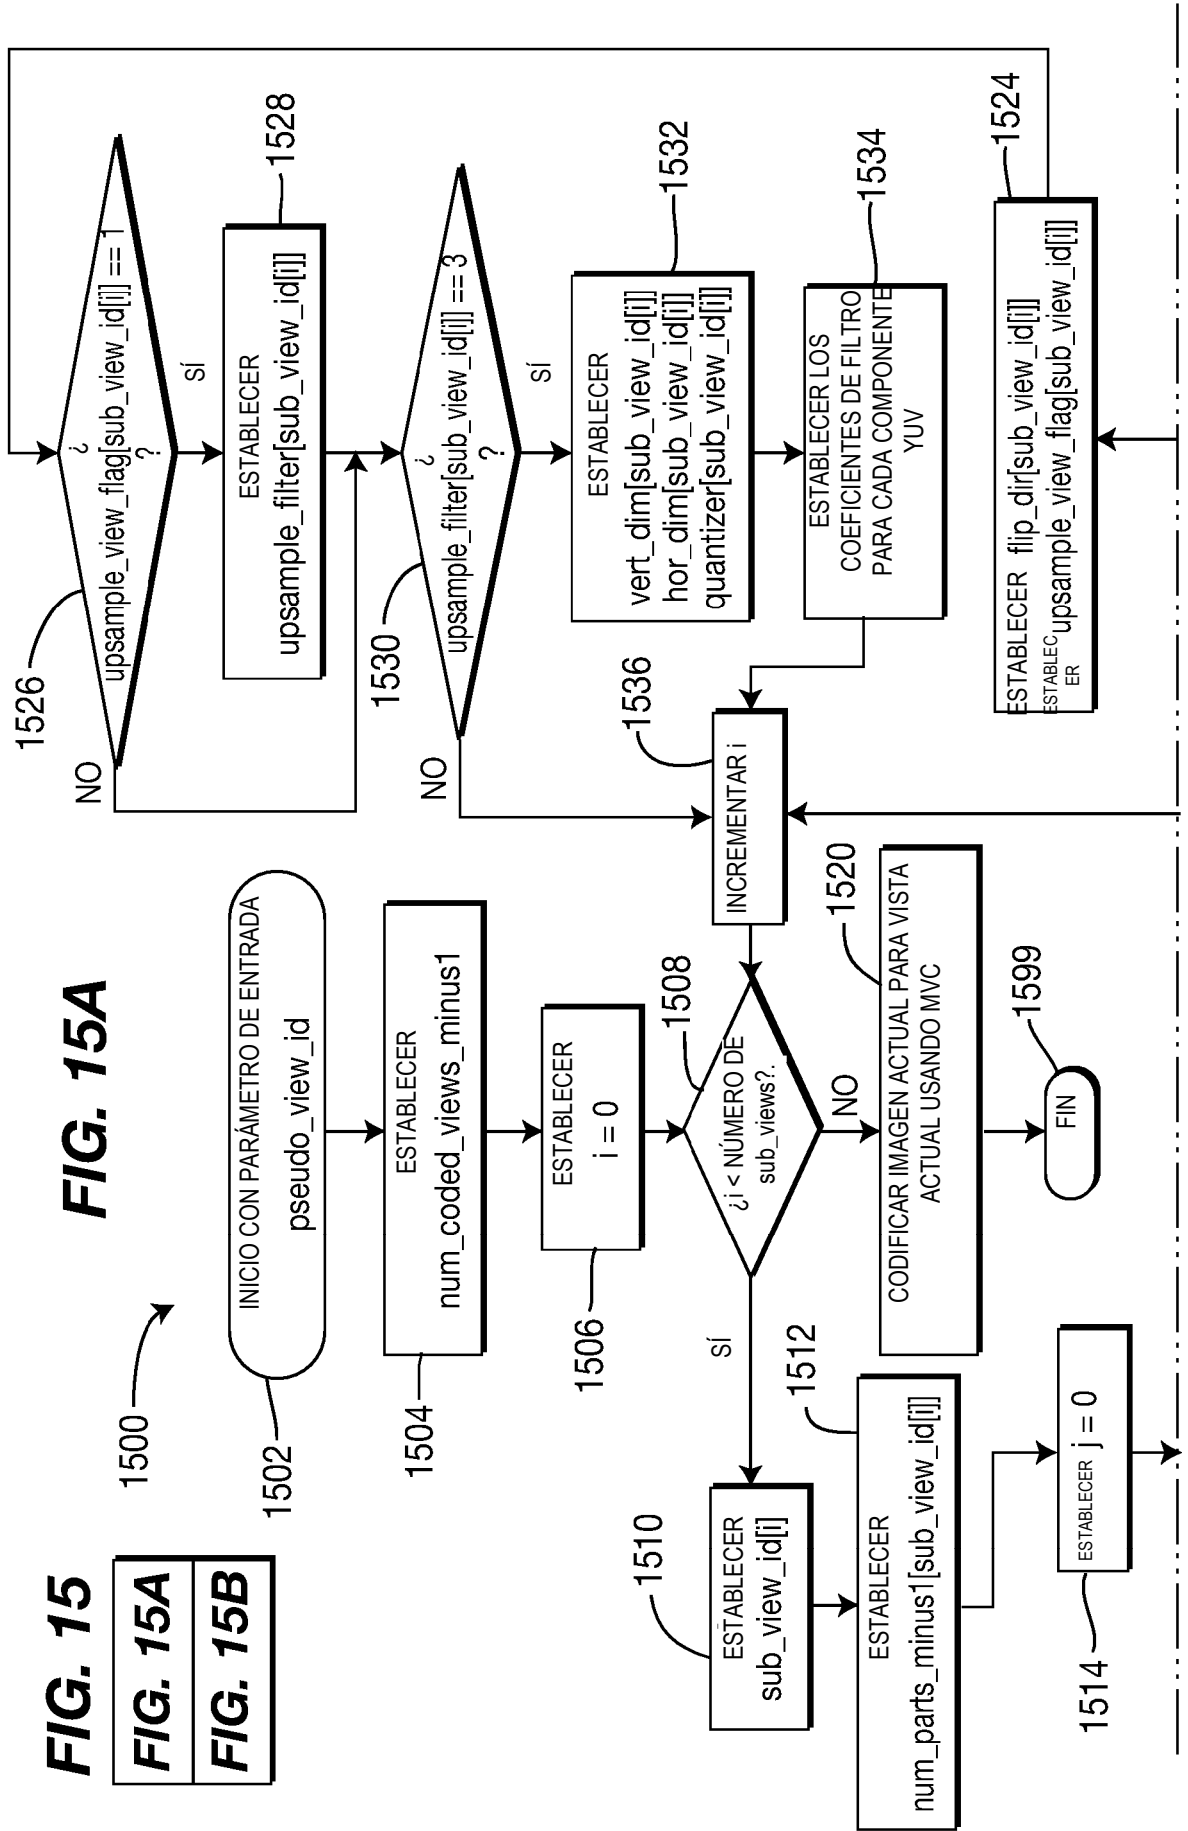 FIG. 15
FIG. 15A
FIG. 15B
FIG. 15A
1500
1502
INICIO CON PARÁMETRO DE ENTRADA
pseudo_view_id
1504
ESTABLECER
num_coded_views_minus1
1506
ESTABLECER
i = 0
1508
¿i < NÚMERO DE
sub_views?.
SÍ
NO
1510
ESTABLECER
sub_view_id[i]
1512
ESTABLECER
num_parts_minus1[sub_view_id[i]]
1514
ESTABLECER j = 0
1520
CODIFICAR IMAGEN ACTUAL PARA VISTA
ACTUAL USANDO MVC
1599
FIN
1526
¿
upsample_view_flag[sub_view_id[i]] == 1
?
NO
SÍ
1528
ESTABLECER
upsample_filter[sub_view_id[i]]
1530
¿
upsample_filter[sub_view_id[i]] == 3
?
NO
SÍ
1532
ESTABLECER
vert_dim[sub_view_id[i]]
hor_dim[sub_view_id[i]]
quantizer[sub_view_id[i]]
1534
ESTABLECER LOS
COEFICIENTES DE FILTRO
PARA CADA COMPONENTE
YUV
1536
INCREMENTAR i
1524
ESTABLECER flip_dir[sub_view_id[i]]
ESTABLEC upsample_view_flag[sub_view_id[i]]
ER